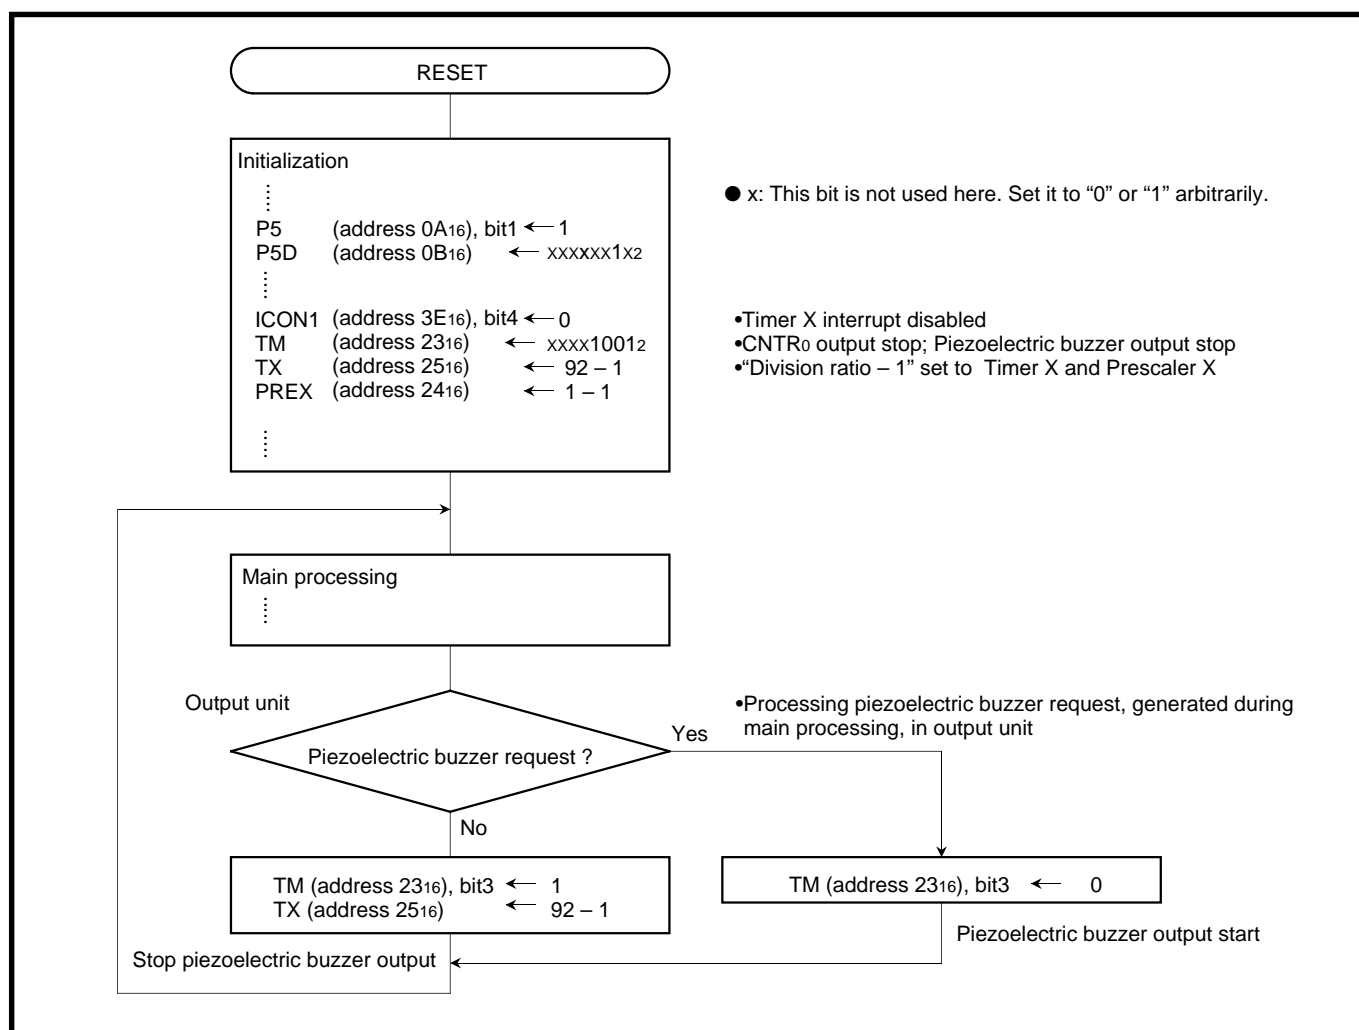 RESET
Initialization
● x: This bit is not used here. Set it to “0” or “1” arbitrarily.
P5 (address 0A16), bit1 ← 1
P5D (address 0B16) ← XXXXXX1X2
ICON1 (address 3E16), bit4 ← 0
TM (address 2316) ← XXXX10012
TX (address 2516) ← 92 – 1
PREX (address 2416) ← 1 – 1
•Timer X interrupt disabled
•CNTR0 output stop; Piezoelectric buzzer output stop
•“Division ratio – 1” set to Timer X and Prescaler X
Main processing
Output unit
•Processing piezoelectric buzzer request, generated during
main processing, in output unit
Piezoelectric buzzer request ?
Yes
No
TM (address 2316), bit3 ← 1
TX (address 2516) ← 92 – 1
TM (address 2316), bit3 ← 0
Piezoelectric buzzer output start
Stop piezoelectric buzzer output